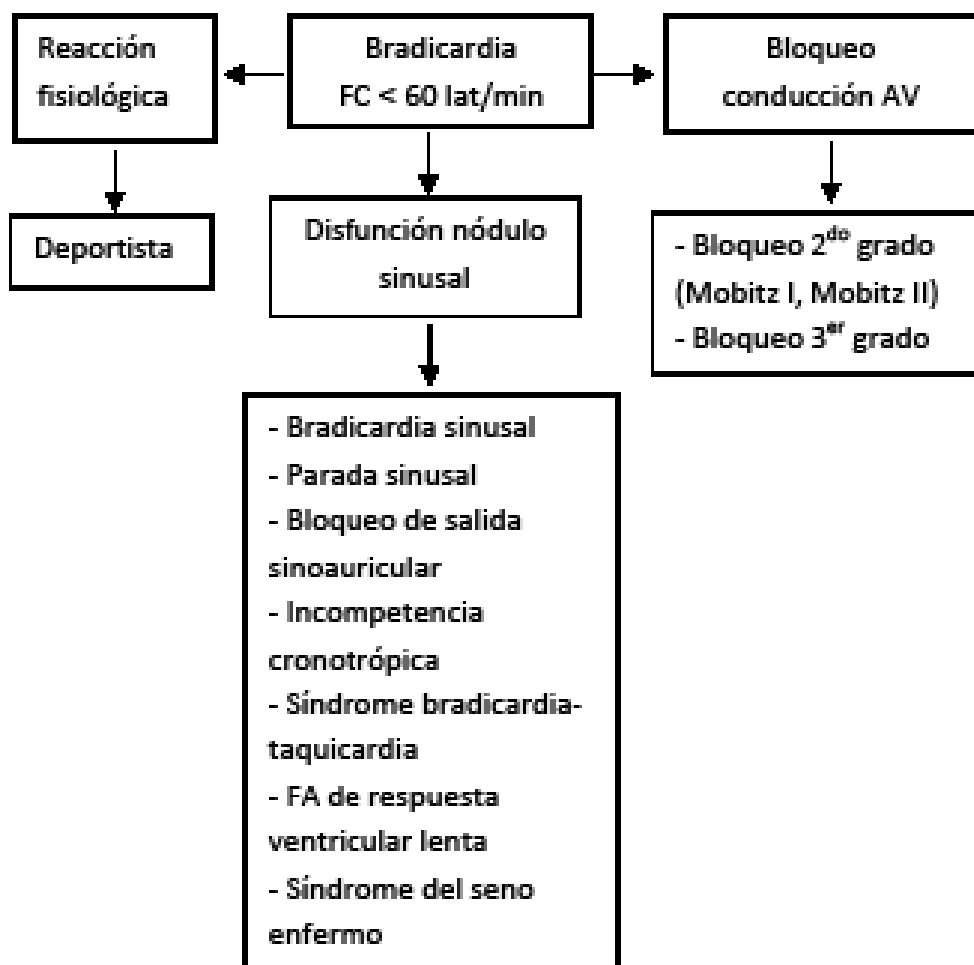 Reacción
fisiológica
Bradicardia
FC < 60 lat/min
Bloqueo
conducción AV
Deportista
Disfunción nódulo
sinusal
- Bloqueo 2do grado
(Mobitz I, Mobitz II)
- Bloqueo 3er grado
- Bradicardia sinusal
- Parada sinusal
- Bloqueo de salida
sinoauricular
- Incompetencia
cronotrópica
- Síndrome bradicardia-
taquicardia
- FA de respuesta
ventricular lenta
- Síndrome del seno
enfermo